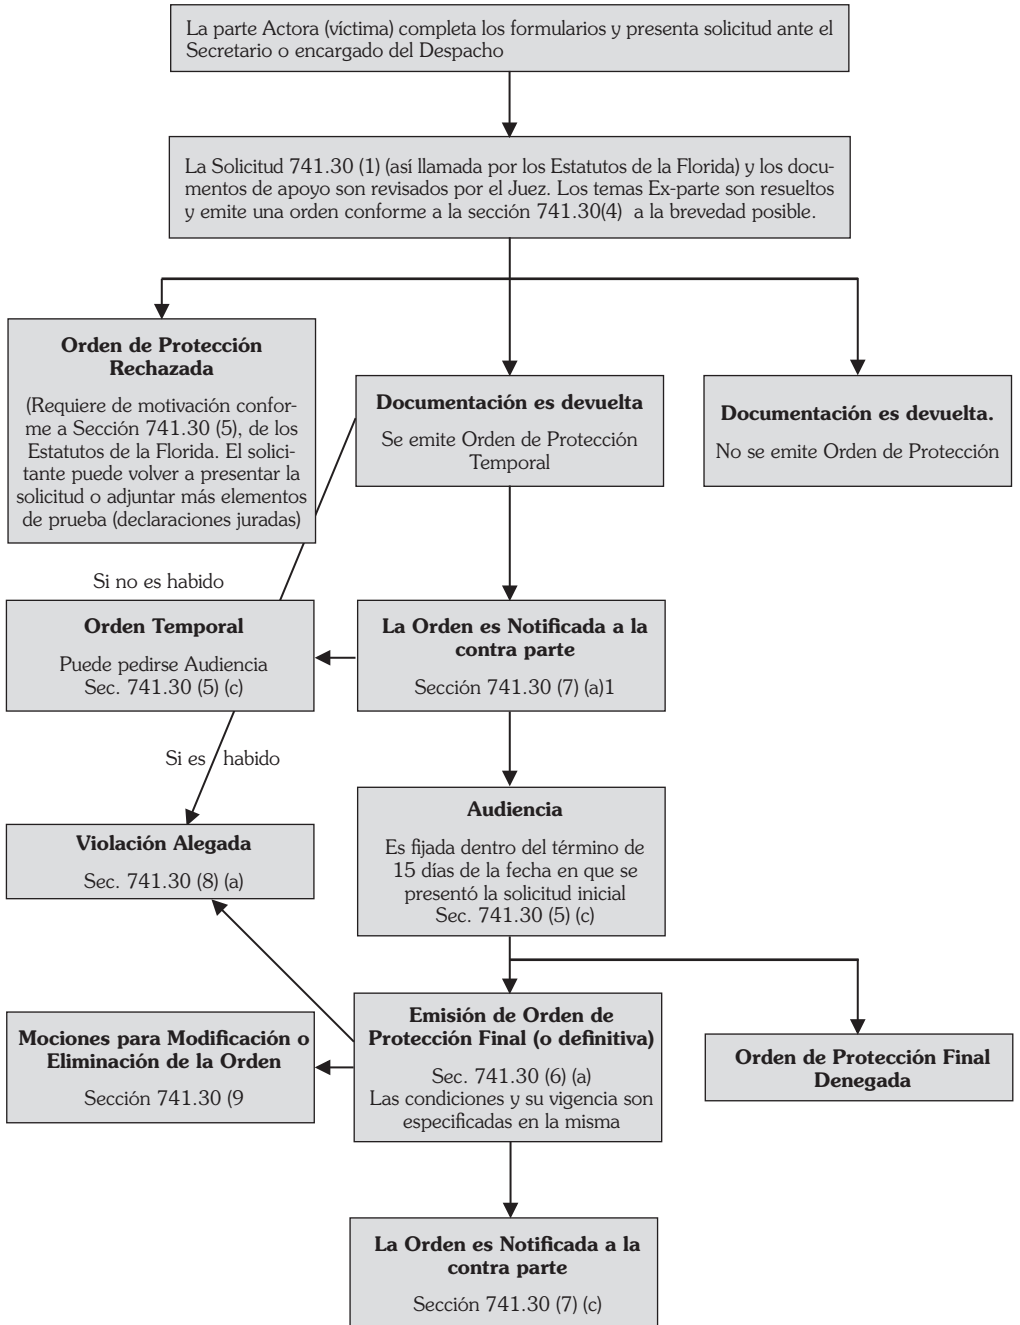 La parte Actora (víctima) completa los formularios y presenta solicitud ante el
Secretario o encargado del Despacho
La Solicitud 741.30 (1) (así llamada por los Estatutos de la Florida) y los docu-
mentos de apoyo son revisados por el Juez. Los temas Ex-parte son resueltos
y emite una orden conforme a la sección 741.30(4) a la brevedad posible.
Orden de Protección
Rechazada
(Requiere de motivación confor-
me a Sección 741.30 (5), de los
Estatutos de la Florida. El solici-
tante puede volver a presentar la
solicitud o adjuntar más elementos
de prueba (declaraciones juradas)
Documentación es devuelta
Se emite Orden de Protección
Temporal
Documentación es devuelta.
No se emite Orden de Protección
Si no es habido
Orden Temporal
Puede pedirse Audiencia
Sec. 741.30 (5) (c)
La Orden es Notificada a la
contra parte
Sección 741.30 (7) (a)1
Si es habido
Violación Alegada
Sec. 741.30 (8) (a)
Audiencia
Es fijada dentro del término de
15 días de la fecha en que se
presentó la solicitud inicial
Sec. 741.30 (5) (c)
Mociones para Modificación o
Eliminación de la Orden
Sección 741.30 (9
Emisión de Orden de
Protección Final (o definitiva)
Sec. 741.30 (6) (a)
Las condiciones y su vigencia son
especificadas en la misma
Orden de Protección Final
Denegada
La Orden es Notificada a la
contra parte
Sección 741.30 (7) (c)